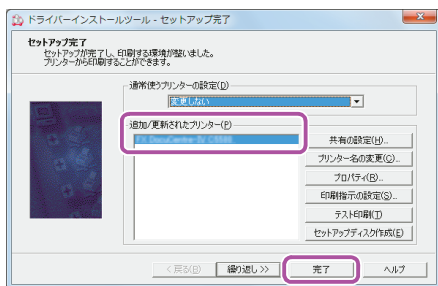 ドライバーインストールツール - セットアップ完了
セットアップ完了
セットアップが完了し、印刷する環境が整いました。
プリンターから印刷することができます。
通常使うプリンターの設定(D)
変更しない
追加/更新されたプリンター(P)
共有の設定(H)...
プリンター名の変更(C)...
プロパティ(R)...
印刷指示の設定(S)...
テスト印刷(T)
セットアップディスク作成(E)
< 戻る(B)
繰り返し >>
完了
ヘルプ